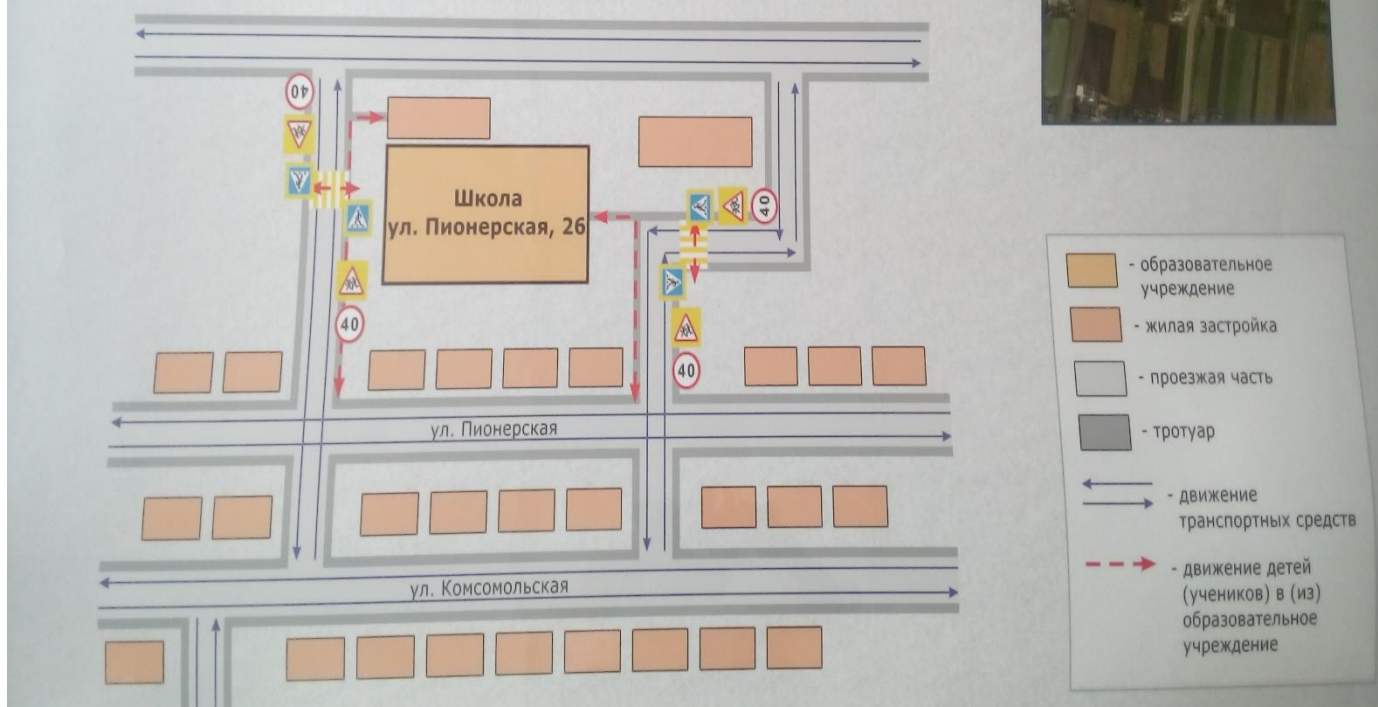 40
Школа
ул. Пионерская, 26
40
40
40
ул. Пионерская
ул. Комсомольская
- образовательное
учреждение
- жилая застройка
- проезжая часть
- тротуар
- движение
транспортных средств
- движение детей
(учеников) в (из)
образовательное
учреждение